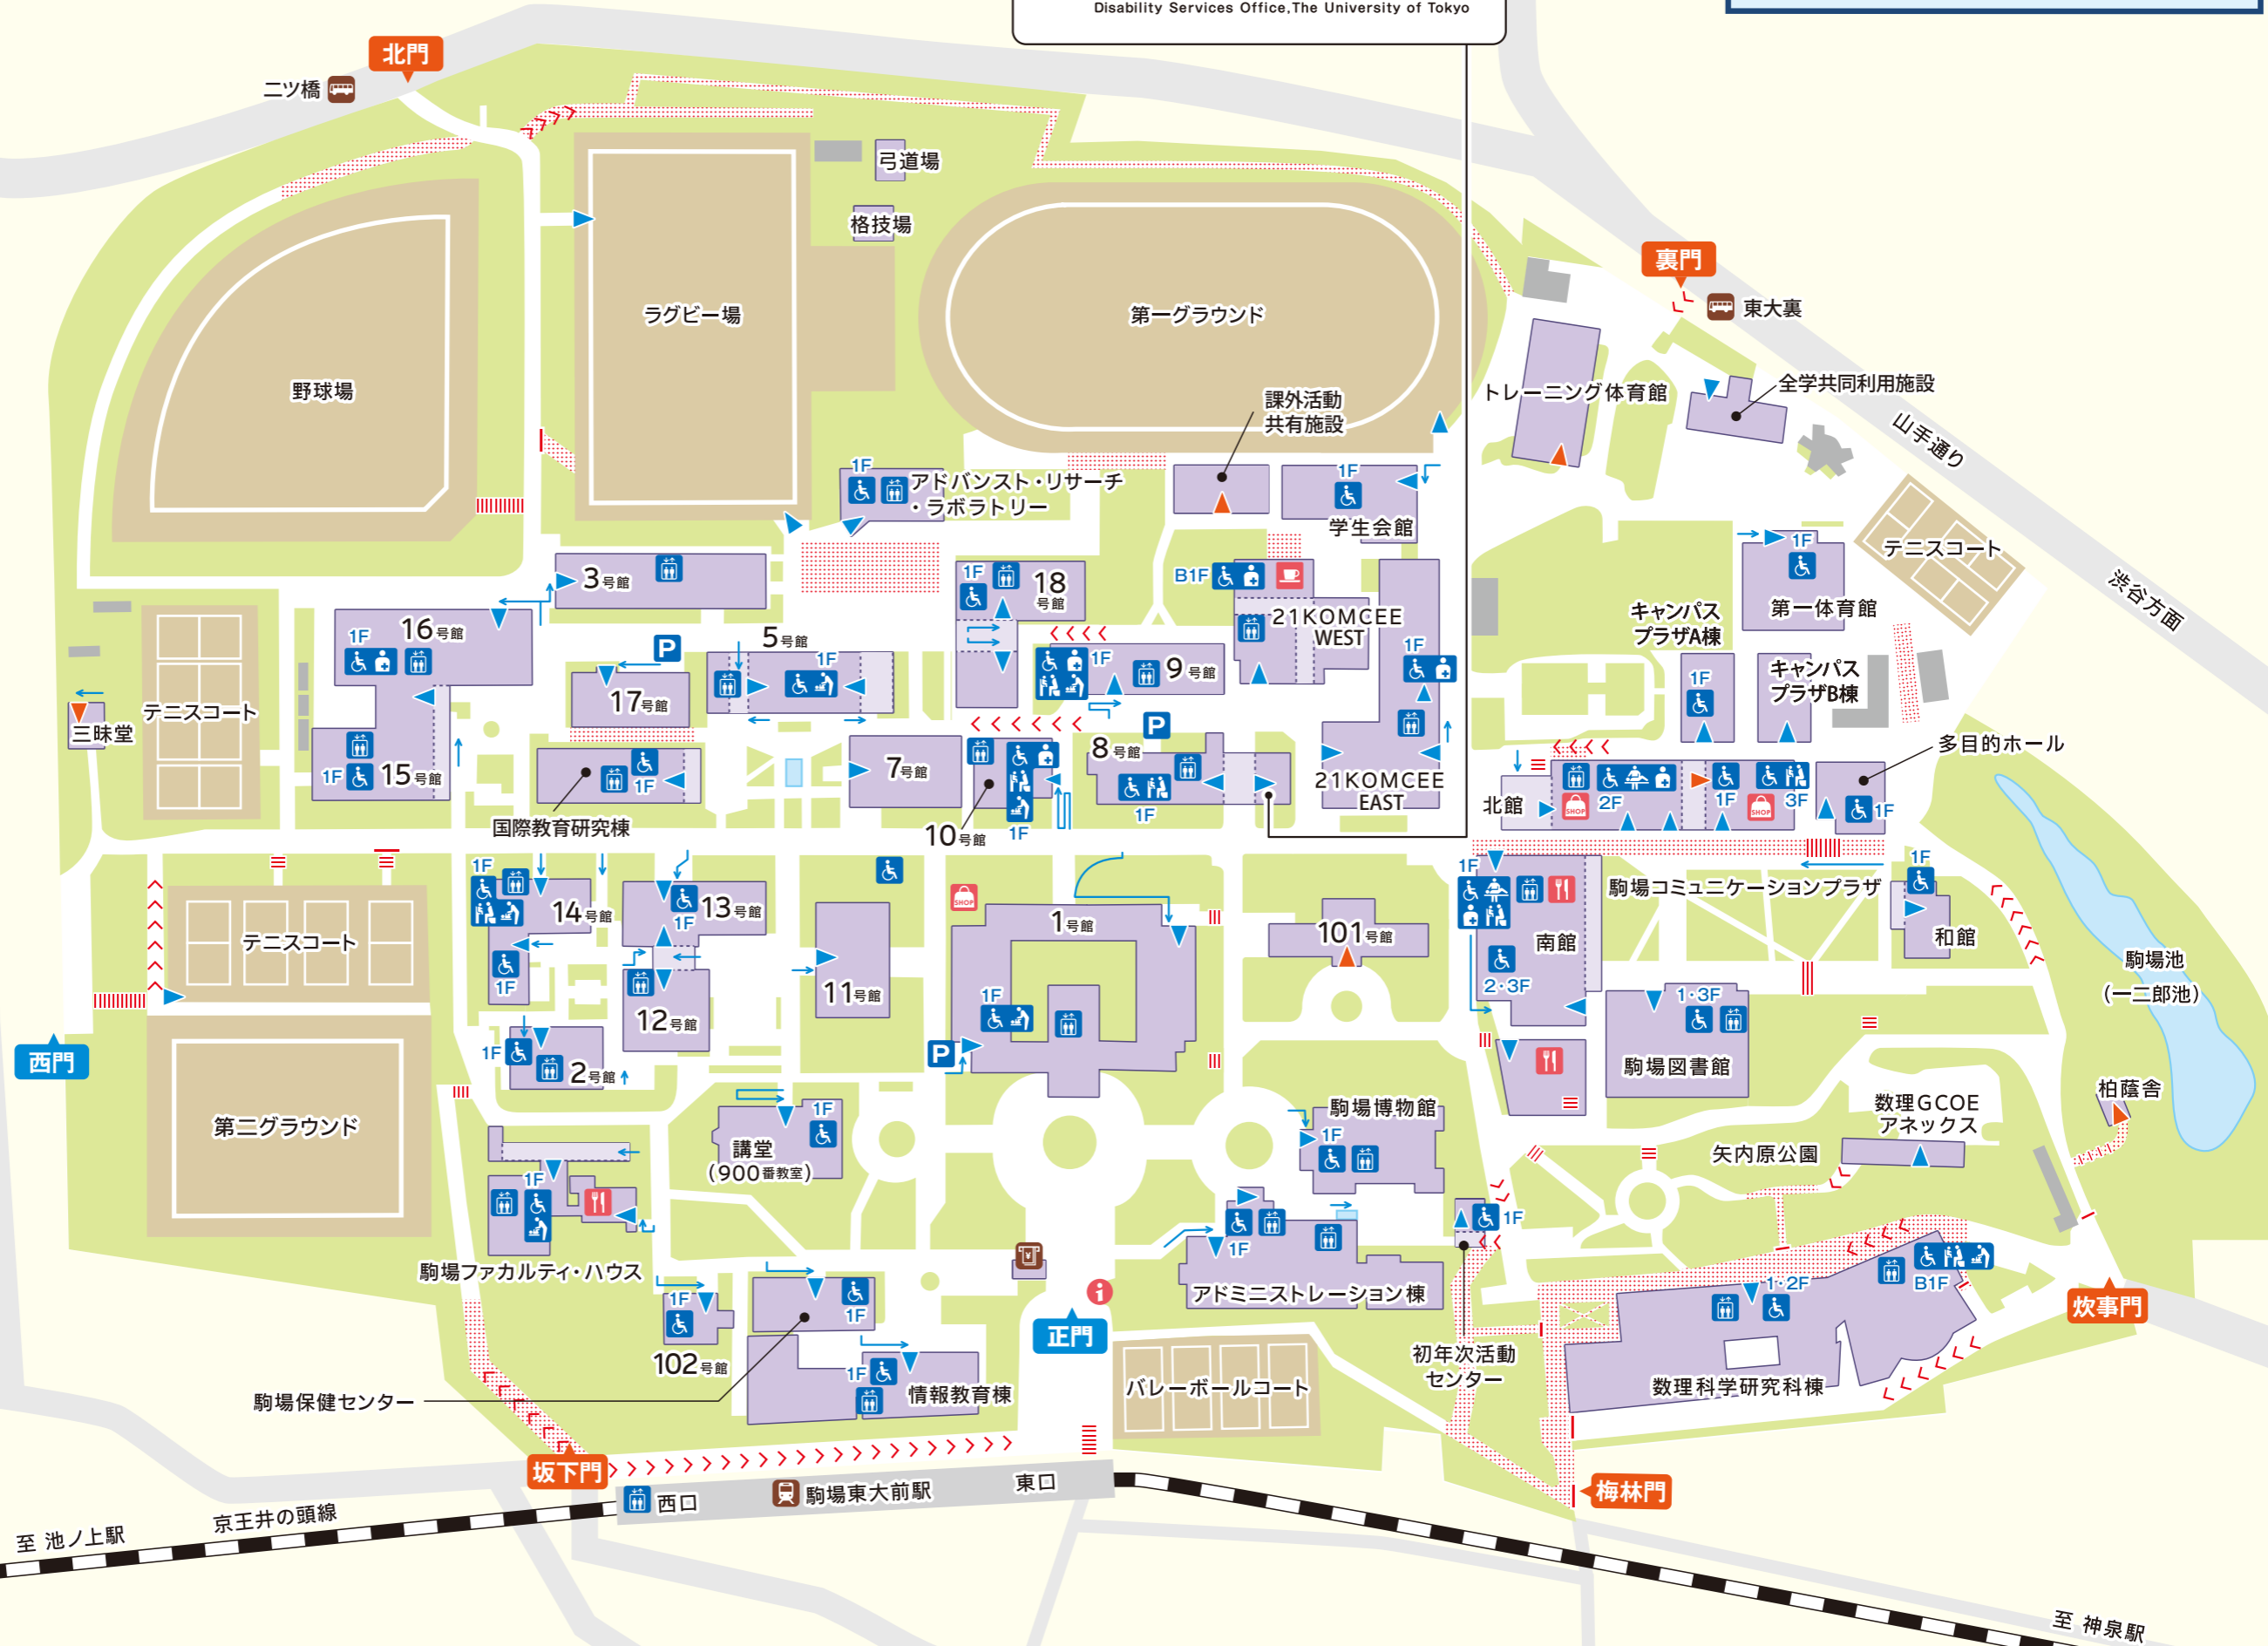 Disability Services Office,The University of Tokyo
北門
二ツ橋
弓道場
格技場
ラグビー場
第一グラウンド
野球場
裏門
東大裏
トレーニング体育館
全学共同利用施設
山手通り
渋谷方面
課外活動
共有施設
1F
アドバンスト・リサーチ
・ラボラトリー
1F
学生会館
テニスコート
1F
第一体育館
3号館
1F
18
号館
B1F
21KOMCEE
WEST
1F
キャンパス
プラザA棟
1F
キャンパス
プラザB棟
16号館
1F
P
5号館
1F
1F
9号館
17号館
テニスコート
三昧堂
1F
15号館
国際教育研究棟
1F
7号館
10号館
1F
P
8号館
1F
21KOMCEE
EAST
北館
SHOP
2F
1F
SHOP
3F
多目的ホール
1F
1F
14号館
1F
13号館
1F
SHOP
1号館
1F
101号館
1F
南館
2・3F
駒場コミュニケーションプラザ
1F
和館
駒場池
(一二郎池)
テニスコート
12号館
11号館
P
1・3F
駒場図書館
西門
1F
2号館
第二グラウンド
講堂
(900番教室)
1F
駒場博物館
1F
数理GCOE
アネックス
柏蔭舎
矢内原公園
1F
駒場ファカルティ・ハウス
1F
アドミニストレーション棟
1F
初年次活動
センター
1・2F
B1F
数理科学研究科棟
炊事門
1F
102号館
1F
駒場保健センター
1F
情報教育棟
¥
i
正門
バレーボールコート
坂下門
梅林門
西口
駒場東大前駅
東口
京王井の頭線
至 池ノ上駅
至 神泉駅